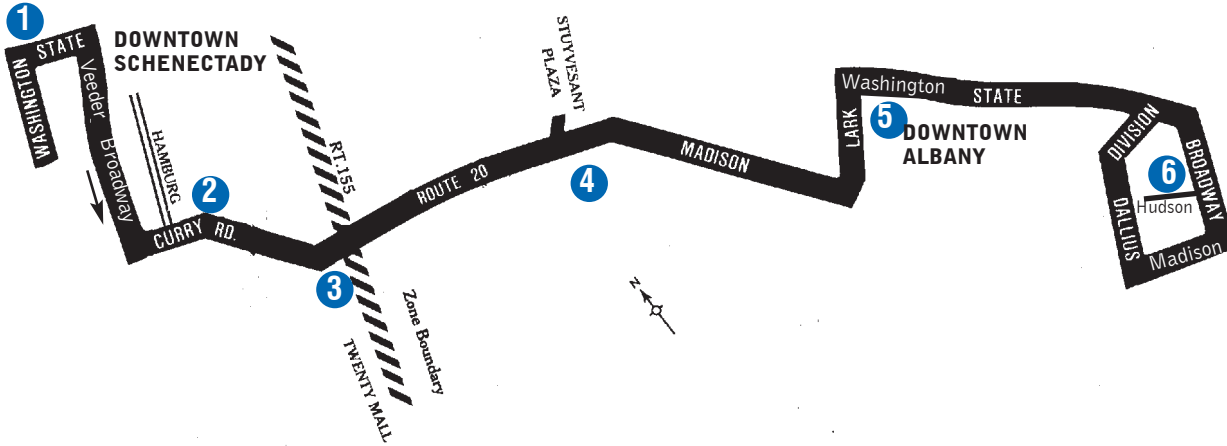 1
STATE
WASHINGTON
DOWNTOWN
SCHENECTADY
Veeder
Broadway
HAMBURG
2
CURRY RD.
RT.155
3
ROUTE 20
Zone Boundary
TWENTY MALL
STUYVESANT
PLAZA
4
MADISON
N
LARK
Washington
STATE
5
DOWNTOWN
ALBANY
DIVISION
BROADWAY
6
Hudson
DALLIUS
Madison